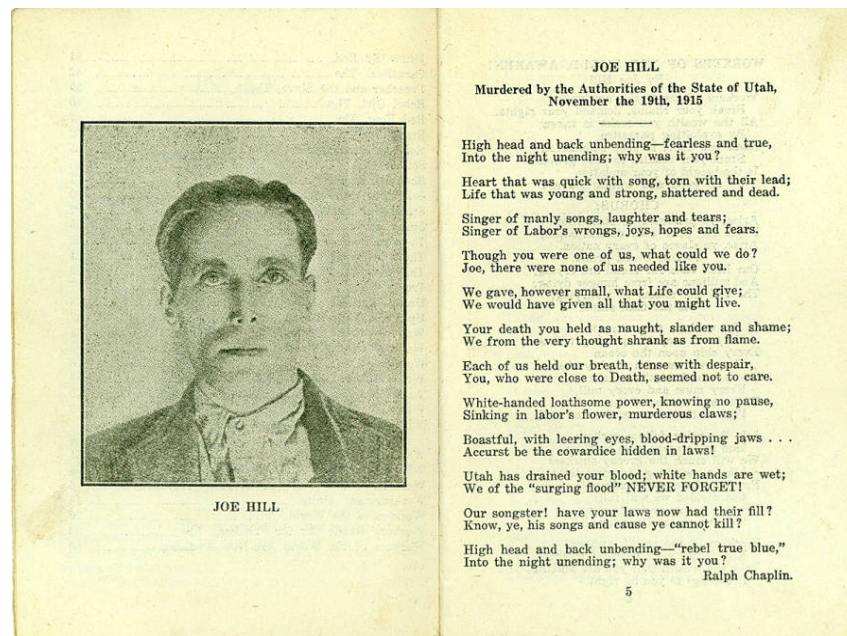 JOE HILL
JOE HILL
Murdered by the Authorities of the State of Utah,
November the 19th, 1915
High head and back unbending—fearless and true,
Into the night unending; why was it you?
Heart that was quick with song, torn with their lead;
Life that was young and strong, shattered and dead.
Singer of manly songs, laughter and tears;
Singer of Labor's wrongs, joys, hopes and fears.
Though you were one of us, what could we do?
Joe, there were none of us needed like you.
We gave, however small, what Life could give;
We would have given all that you might live.
Your death you held as naught, slander and shame;
We from the very thought shrank as from flame.
Each of us held our breath, tense with despair,
You, who were close to Death, seemed not to care.
White-handed loathsome power, knowing no pause,
Sinking in labor's flower, murderous claws;
Boastful, with leering eyes, blood-dripping jaws . . .
Accurst be the cowardice hidden in laws!
Utah has drained your blood; white hands are wet;
We of the "surging flood" NEVER FORGET!
Our songster! have your laws now had their fill?
Know, ye, his songs and cause ye cannot kill?
High head and back unbending—"rebel true blue,"
Into the night unending; why was it you?
Ralph Chaplin.
5